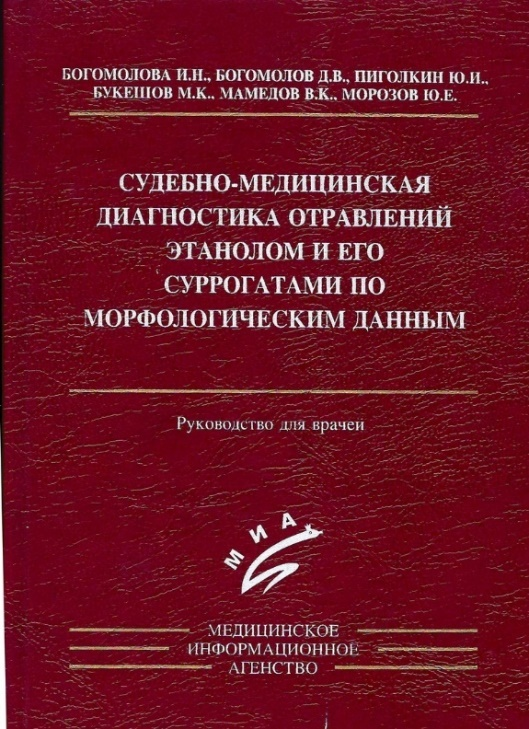 БОГОМОЛОВА И.Н., БОГОМОЛОВ Д.В., ПИГОЛКИН Ю.И.,
БУКЕШОВ М.К., МАМЕДОВ В.К., МОРОЗОВ Ю.Е.
СУДЕБНО-МЕДИЦИНСКАЯ
ДИАГНОСТИКА ОТРАВЛЕНИЙ
ЭТАНОЛОМ И ЕГО
СУРРОГАТАМИ ПО
МОРФОЛОГИЧЕСКИМ ДАННЫМ
Руководство для врачей
МИА
МЕДИЦИНСКОЕ
ИНФОРМАЦИОННОЕ
АГЕНСТВО